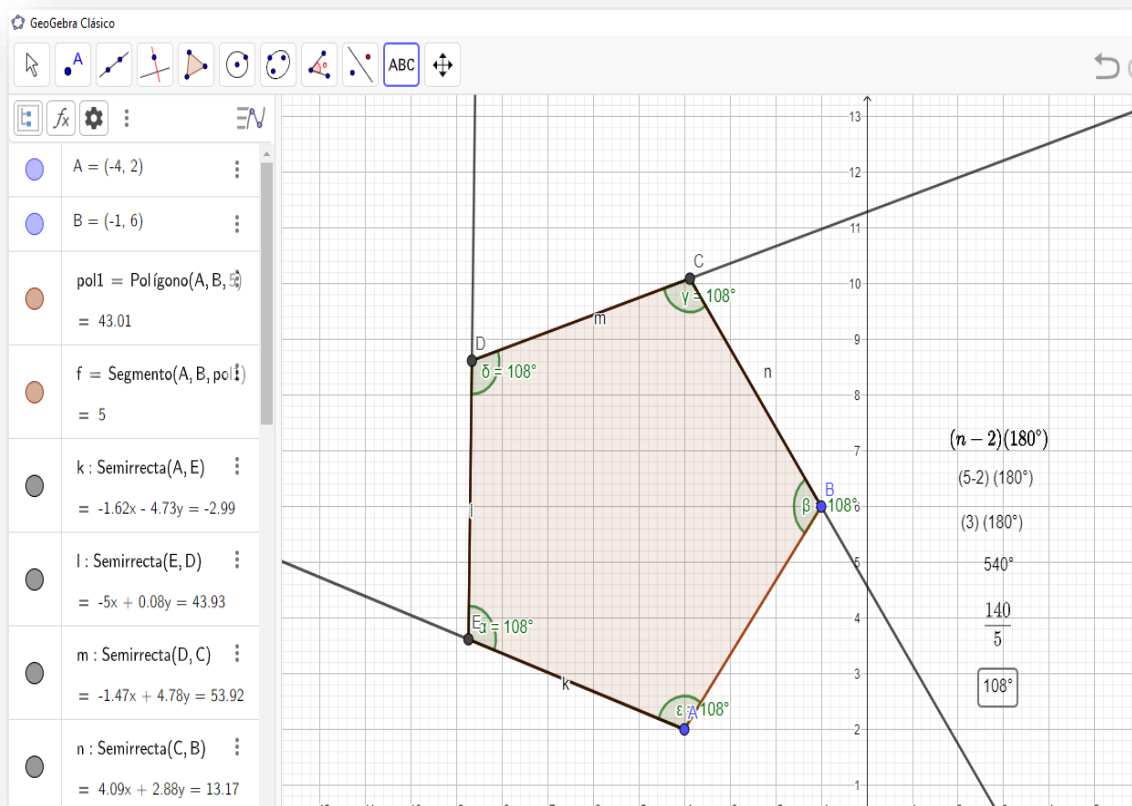 GeoGebra Clásico
ABC
fx
A = (-4, 2)
B = (-1, 6)
pol1 = Polígono(A, B, 5)
= 43.01
f = Segmento(A, B, pol1)
= 5
k : Semirrecta(A, E)
= -1.62x - 4.73y = -2.99
l : Semirrecta(E, D)
= -5x + 0.08y = 43.93
m : Semirrecta(D, C)
= -1.47x + 4.78y = 53.92
n : Semirrecta(C, B)
= 4.09x + 2.88y = 13.17
13
12
11
10
9
8
7
6
5
4
3
2
1
C
γ = 108°
m
D
δ = 108°
n
B
β = 108°
l
E
α = 108°
k
ε = 108°
A
(n − 2)(180°)
(5-2) (180°)
(3) (180°)
540°
140
5
108°